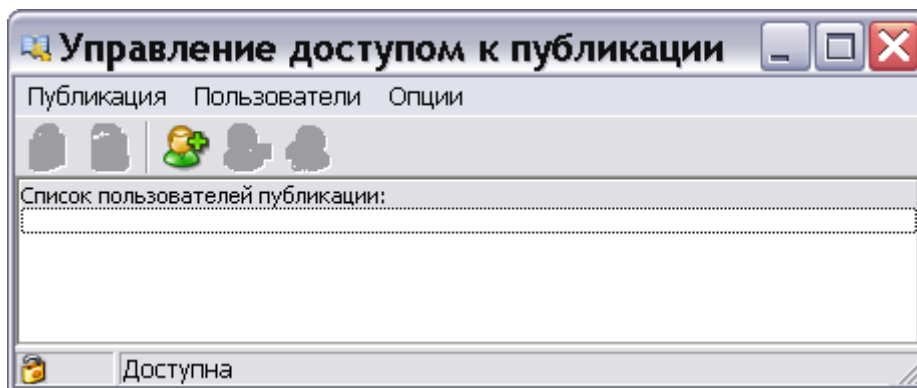 Управление доступом к публикации
Публикация Пользователи Опции
Список пользователей публикации:
Доступна